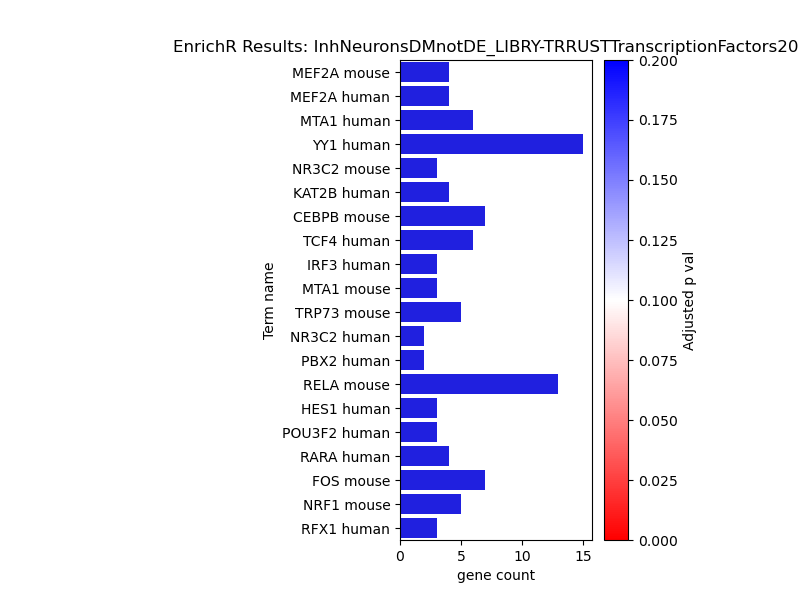 EnrichR Results: InhNeuronsDMnotDE_LIBRY-TRRUSTTranscriptionFactors20
MEF2A mouse
MEF2A human
MTA1 human
YY1 human
NR3C2 mouse
KAT2B human
CEBPB mouse
TCF4 human
IRF3 human
MTA1 mouse
TRP73 mouse
NR3C2 human
PBX2 human
RELA mouse
HES1 human
POU3F2 human
RARA human
FOS mouse
NRF1 mouse
RFX1 human
Term name
0 5 10 15
gene count
0.200
0.175
0.150
0.125
0.100
0.075
0.050
0.025
0.000
Adjusted p val